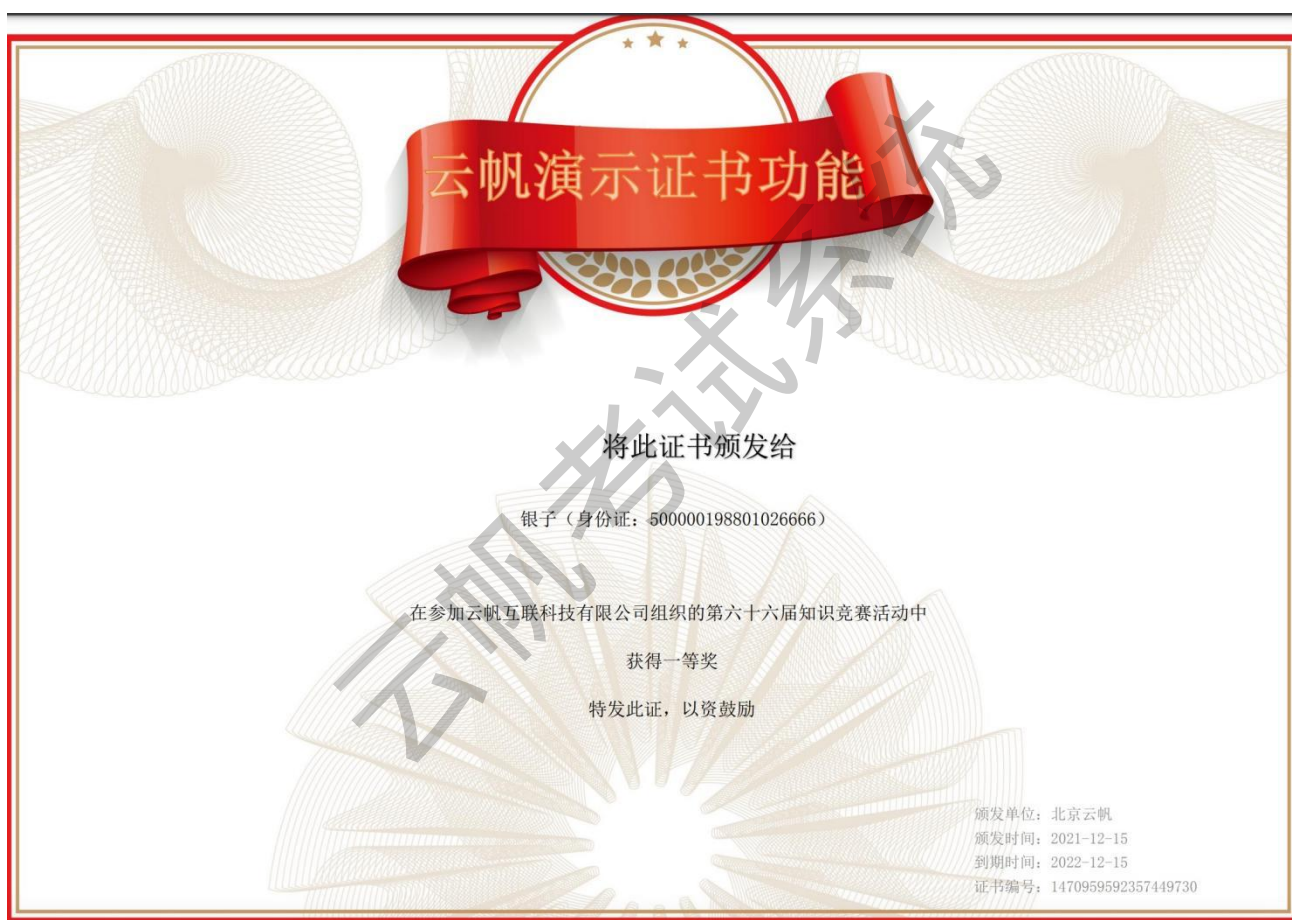 云帆演示证书功能
将此证书颁发给
银子（身份证：500000198801026666）
在参加云帆互联科技有限公司组织的第六十六届知识竞赛活动中
获得一等奖
特发此证，以资鼓励
颁发单位：北京云帆
颁发时间：2021-12-15
到期时间：2022-12-15
证书编号：1470959592357449730
云帆考试系统